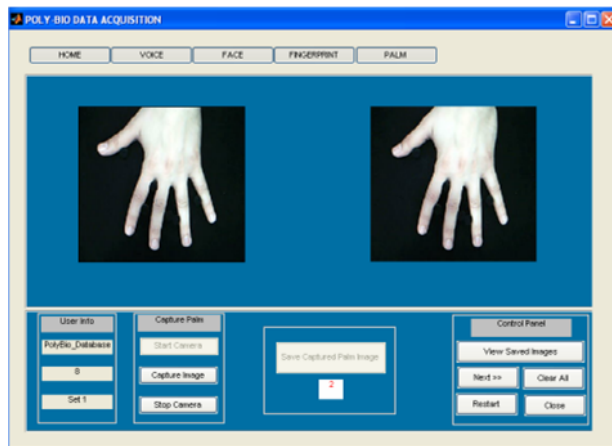 POLY-BIO DATA ACQUISITION
HOME VOICE FACE FINGERPRINT PALM
User Info
PolyBio_Database
8
Set 1
Capture Palm
Start Camera
Capture Image
Stop Camera
Save Captured Palm Image
2
Control Panel
View Saved Images
Next >> Clear All
Restart Close